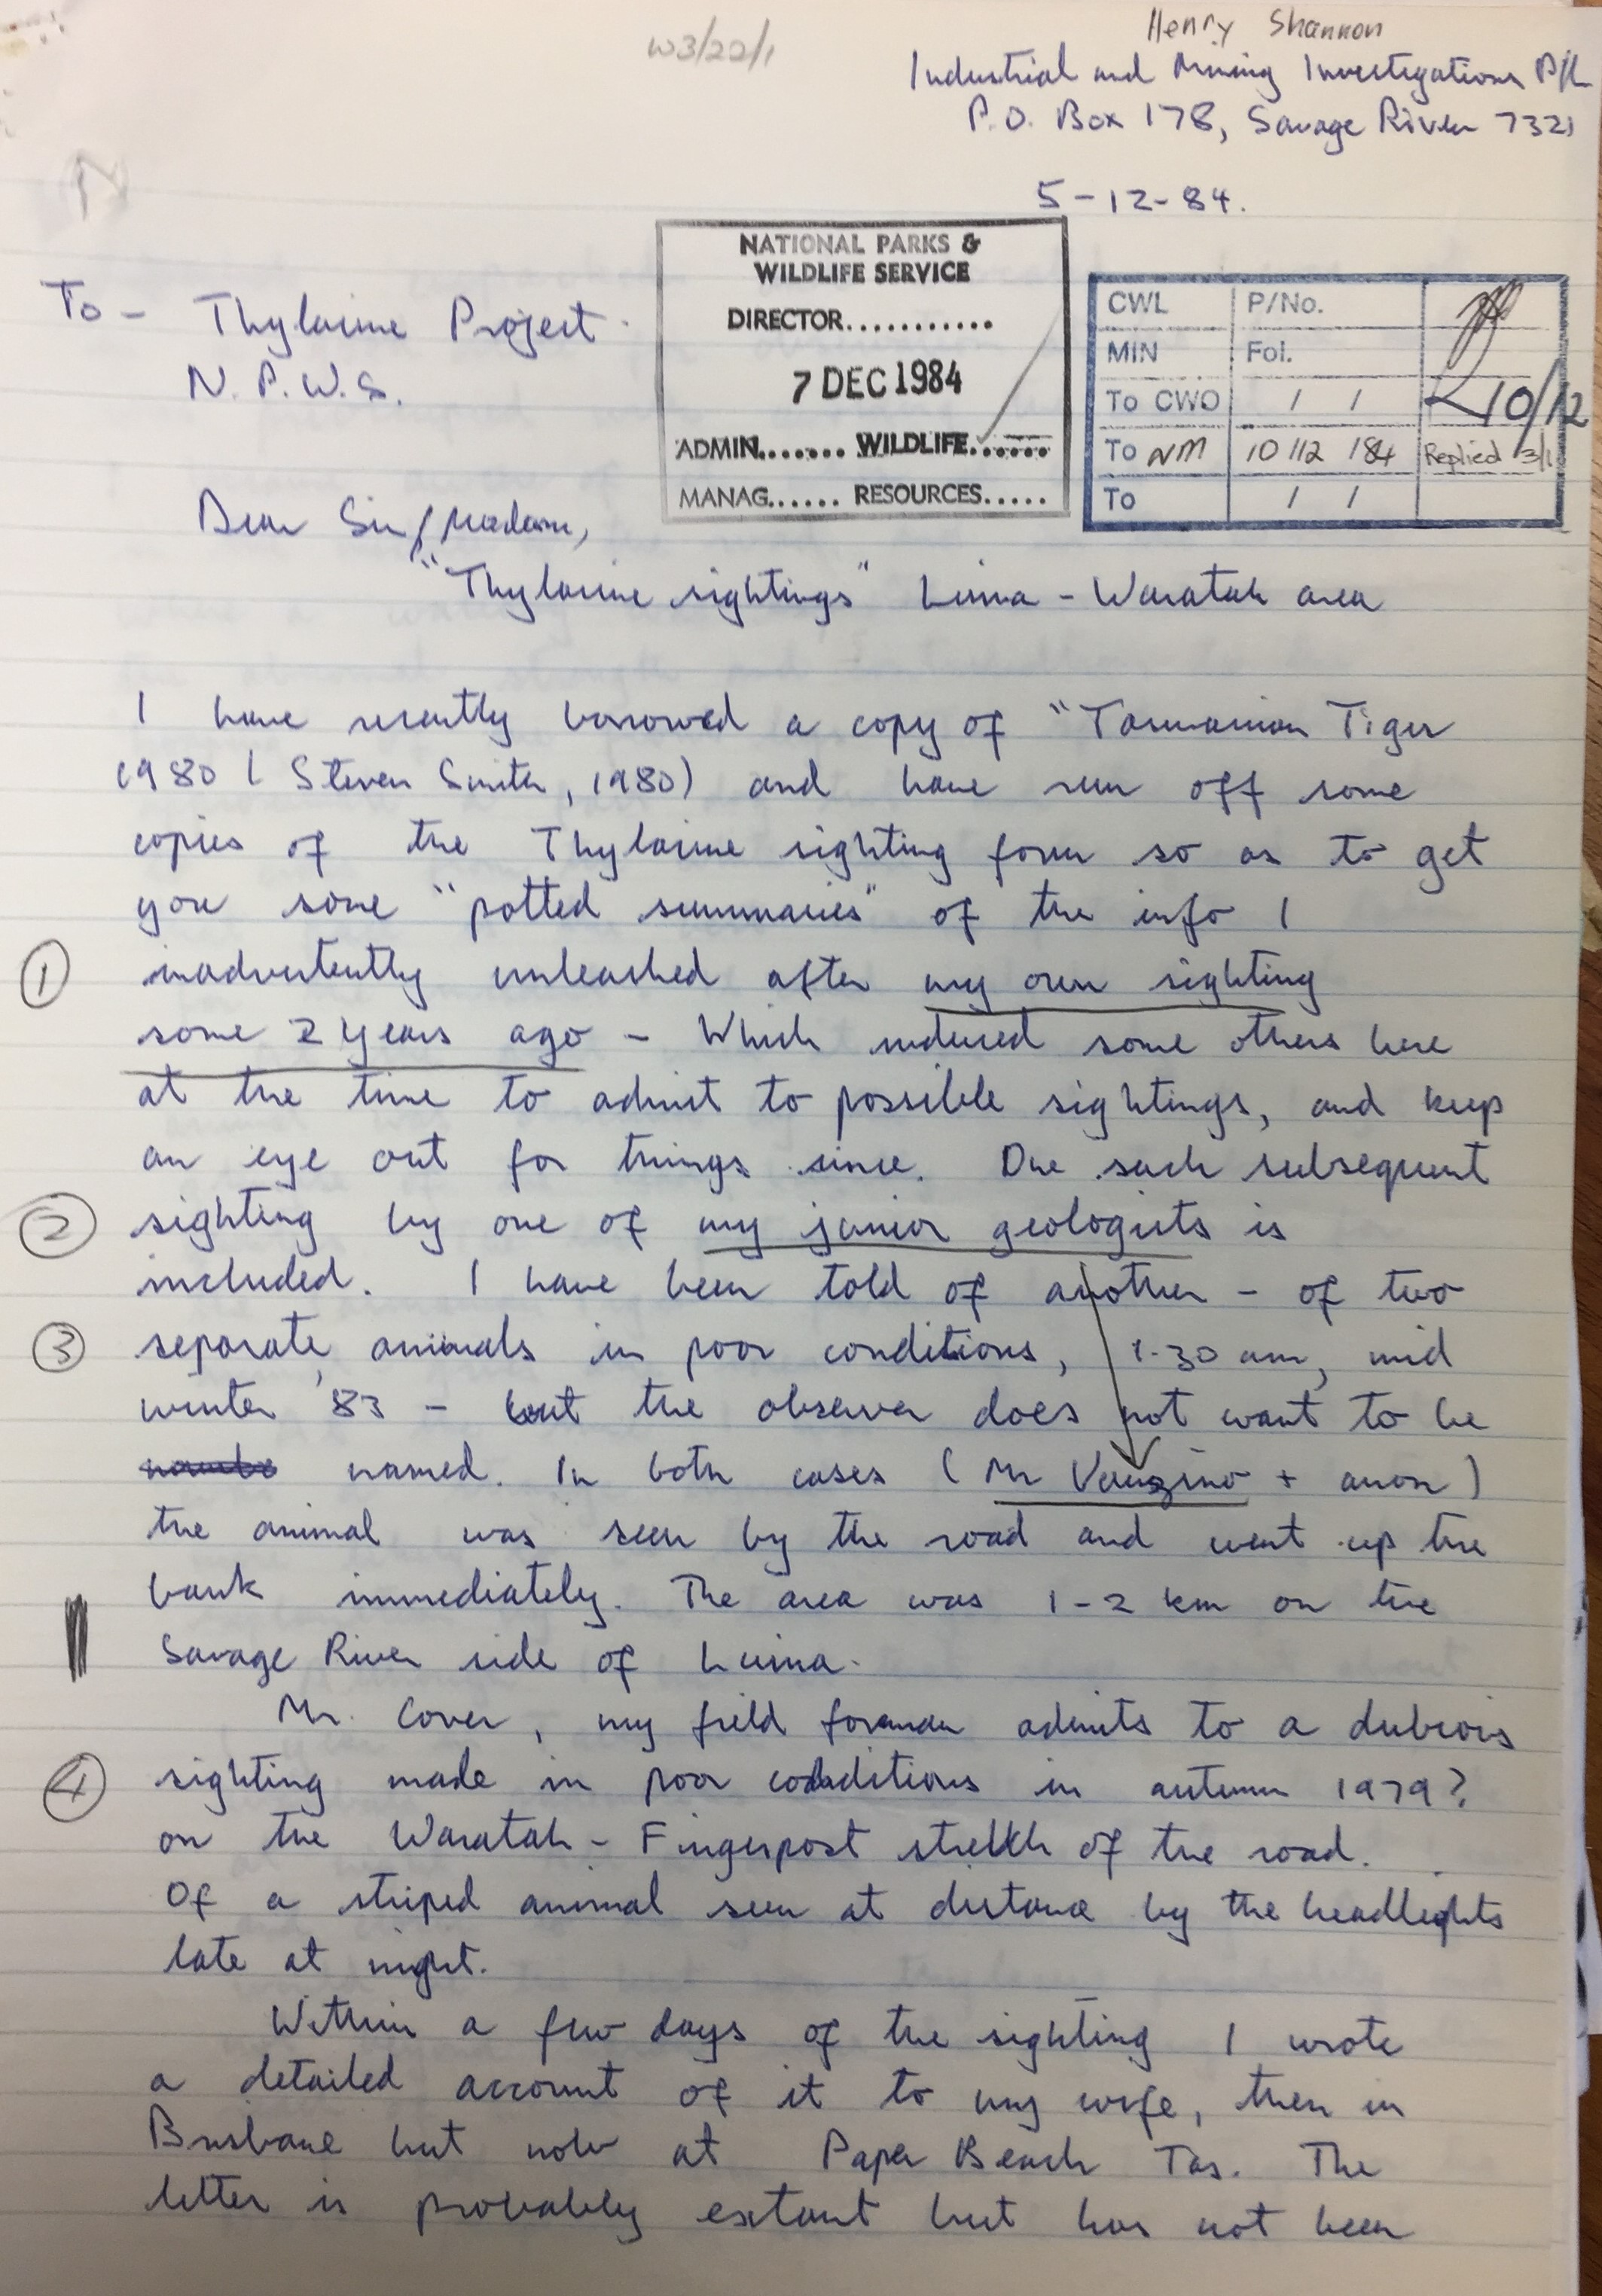 W3/22/1
Henry Shannon
Industrial and Mining Investigations P/L
P.O. Box 178, Savage River 7321
5-12-84.
NATIONAL PARKS &
WILDLIFE SERVICE
DIRECTOR...........
7 DEC 1984
ADMIN....... WILDLIFE.......
MANAG...... RESOURCES.....
CWL P/No.
MIN Fol.
To CWO / / 10/12
To NM 10/12/84 Replied 3/1
To / /
To - Thylacine Project.
N.P.W.S.
Dear Sir/Madam,
"Thylacine sightings" Luina - Waratah area
I have recently borrowed a copy of "Tasmanian Tiger
1980 (Steven Smith, 1980) and have run off some
copies of the Thylacine sighting form so as to get
you some "potted summaries" of the info I
① inadvertently unleashed after my own sighting
some 2 years ago - Which induced some others here
at the time to admit to possible sightings, and keep
an eye out for things since. One such subsequent
② sighting by one of my junior geologists is
included. I have been told of another - of two
③ separate animals in poor conditions, 1.30 am, mid
winter '83 - but the observer does not want to be
named. In both cases (Mr + anon)
the animal was seen by the road and went up the
bank immediately. The area was 1-2 km on the
Savage River side of Luina.
Mr. Cover, my field foreman admits to a dubious
④ sighting made in poor conditions in autumn 1979?
on the Waratah - Fingerpost stretch of the road.
Of a striped animal seen at distance by the headlights
late at night.
Within a few days of the sighting I wrote
a detailed account of it to my wife, then in
Brisbane but now at Paper Beach Tas. The
letter is probably extant but has not been